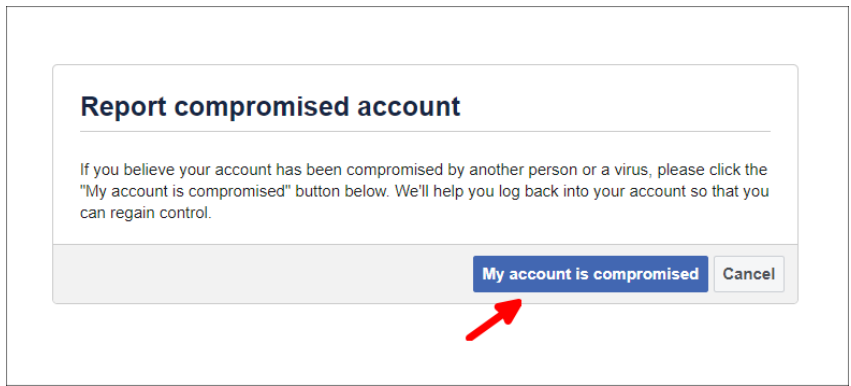 Report compromised account
If you believe your account has been compromised by another person or a virus, please click the
"My account is compromised" button below. We'll help you log back into your account so that you
can regain control.
My account is compromised
Cancel